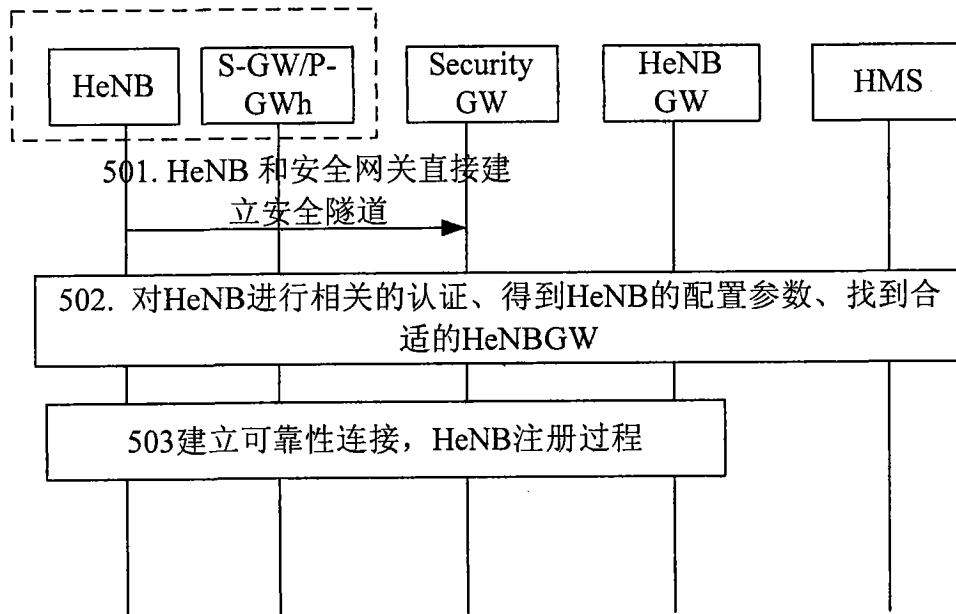 HeNB
S-GW/P-
GWh
Security
GW
HeNB
GW
HMS
501. HeNB 和安全网关直接建
立安全隧道
502. 对HeNB进行相关的认证、得到HeNB的配置参数、找到合
适的HeNBGW
503建立可靠性连接，HeNB注册过程